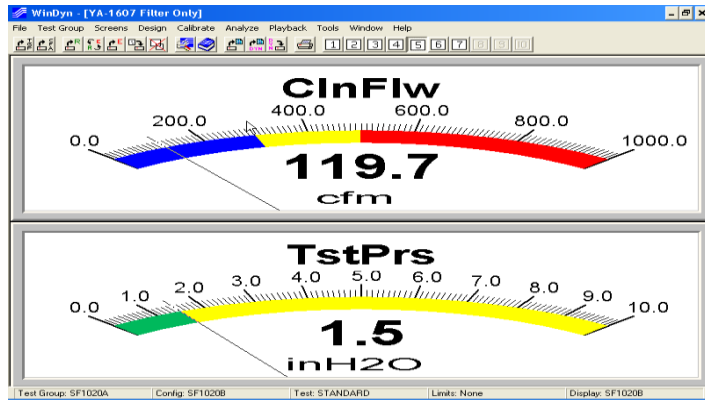 WinDyn - [YA-1607 Filter Only]
File Test Group Screens Design Calibrate Analyze Playback Tools Window Help
1 2 3 4 5 6 7 8 9 10
ClnFlw
0.0 200.0 400.0 600.0 800.0 1000.0
119.7
cfm
TstPrs
0.0 1.0 2.0 3.0 4.0 5.0 6.0 7.0 8.0 9.0 10.0
1.5
inH2O
Test Group: SF1020A Config: SF1020B Test: STANDARD Limits: None Display: SF1020B